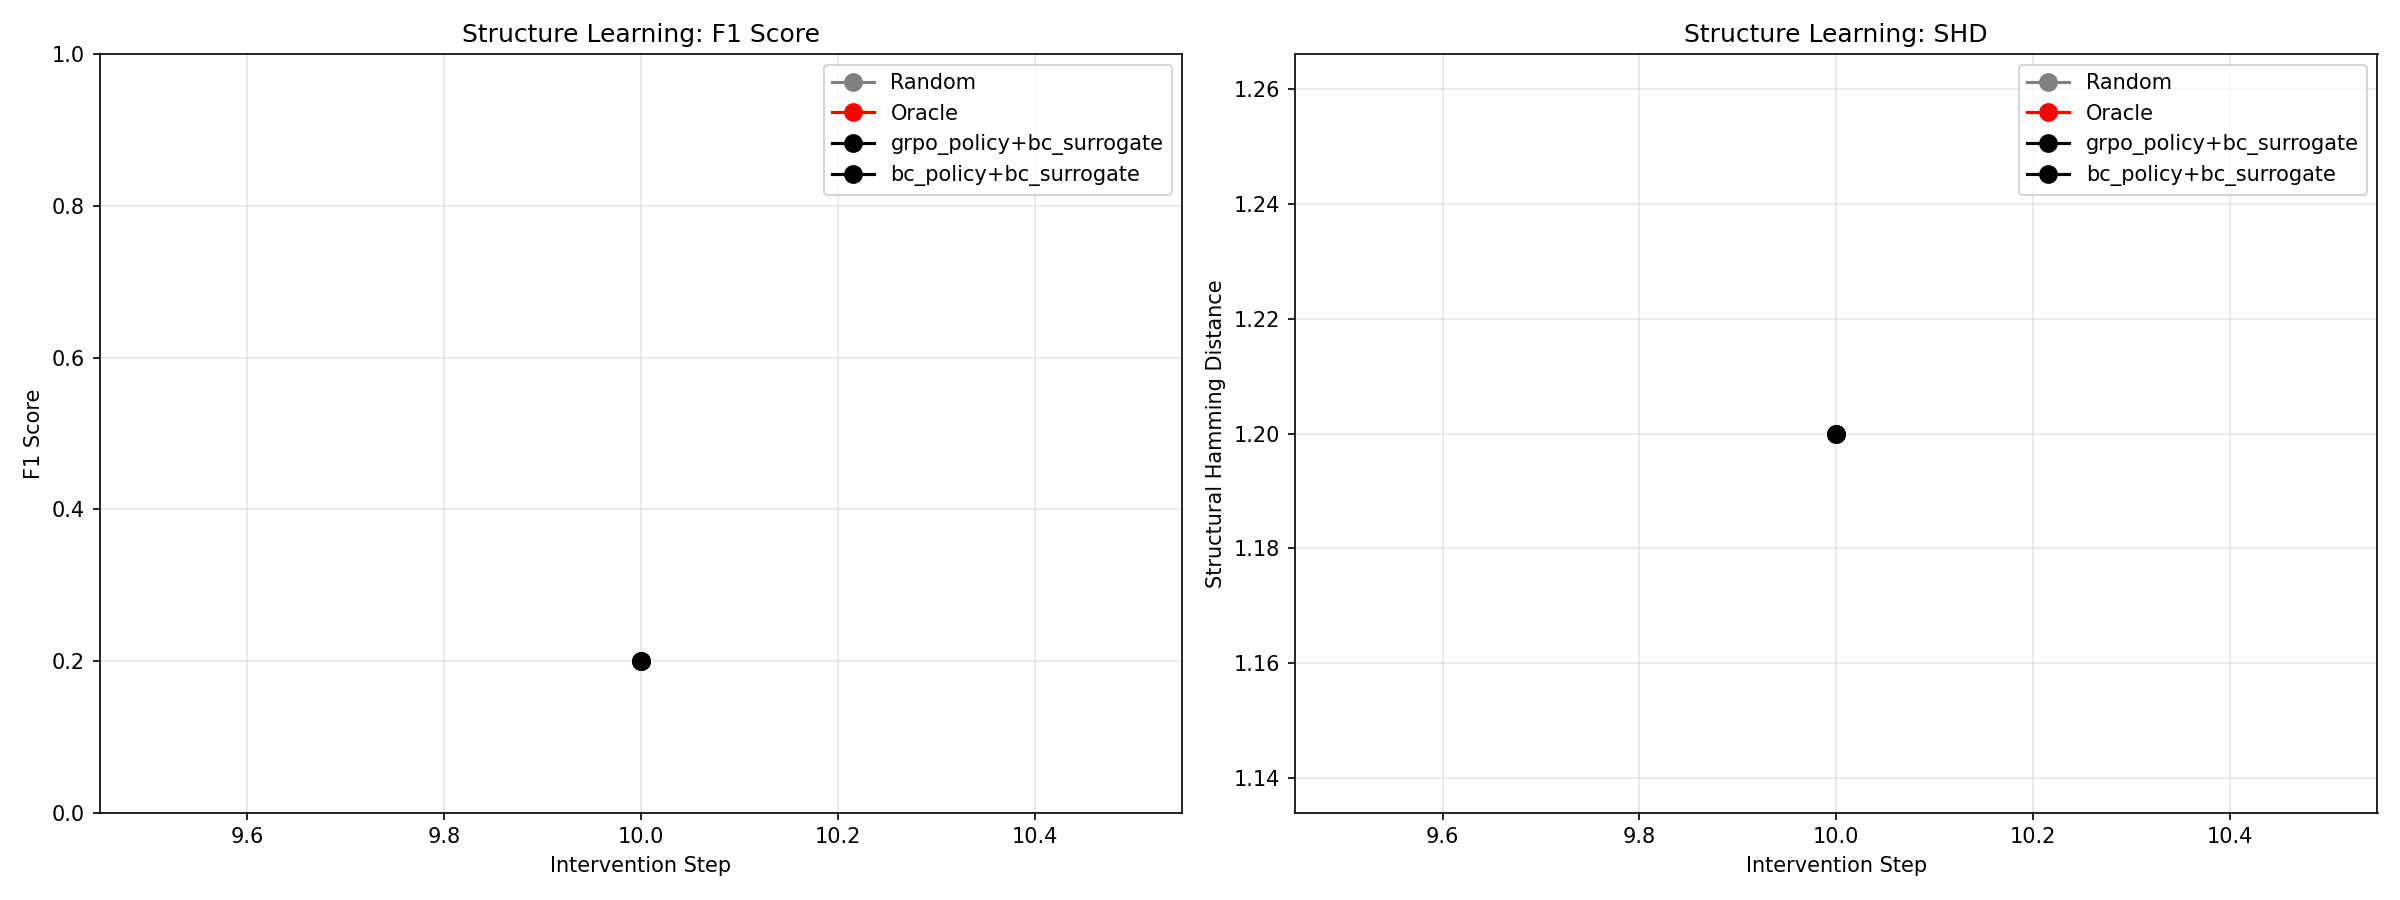 Structure Learning: F1 Score
1.0
0.8
0.6
0.4
0.2
0.0
F1 Score
9.6 9.8 10.0 10.2 10.4
Intervention Step
Random
Oracle
grpo_policy+bc_surrogate
bc_policy+bc_surrogate
Structure Learning: SHD
1.26
1.24
1.22
1.20
1.18
1.16
1.14
Structural Hamming Distance
9.6 9.8 10.0 10.2 10.4
Intervention Step
Random
Oracle
grpo_policy+bc_surrogate
bc_policy+bc_surrogate